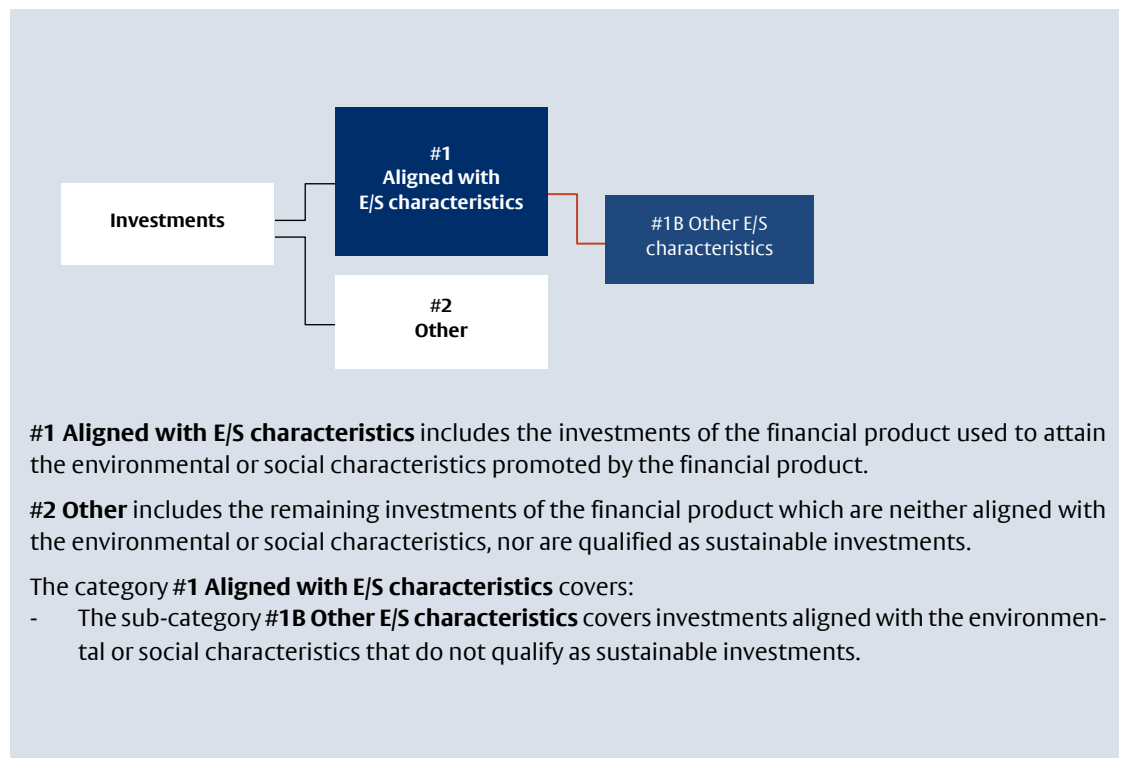 #1
Aligned with
E/S characteristics
Investments
#1B Other E/S
characteristics
#2
Other
#1 Aligned with E/S characteristics includes the investments of the financial product used to attain
the environmental or social characteristics promoted by the financial product.
#2 Other includes the remaining investments of the financial product which are neither aligned with
the environmental or social characteristics, nor are qualified as sustainable investments.
The category #1 Aligned with E/S characteristics covers:
- The sub-category #1B Other E/S characteristics covers investments aligned with the environmen-
tal or social characteristics that do not qualify as sustainable investments.